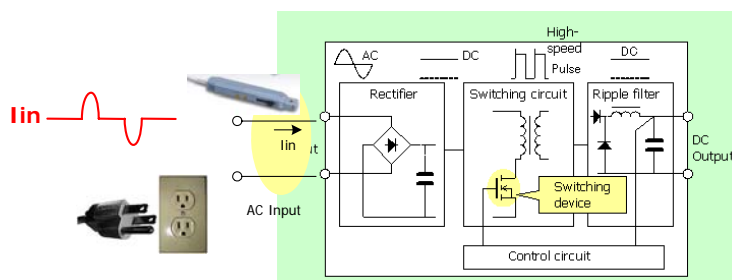 High-
speed
AC
DC
Pulse
DC
Rectifier
Switching circuit
Ripple filter
Iin
Iin
DC
Output
Switching
device
AC Input
Control circuit